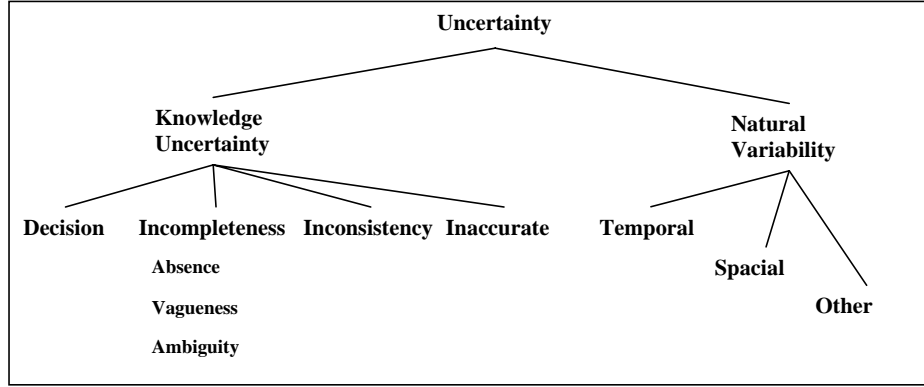 Uncertainty
Knowledge
Uncertainty
Natural
Variability
Decision
Incompleteness
Inconsistency
Inaccurate
Temporal
Absence
Spacial
Vagueness
Other
Ambiguity